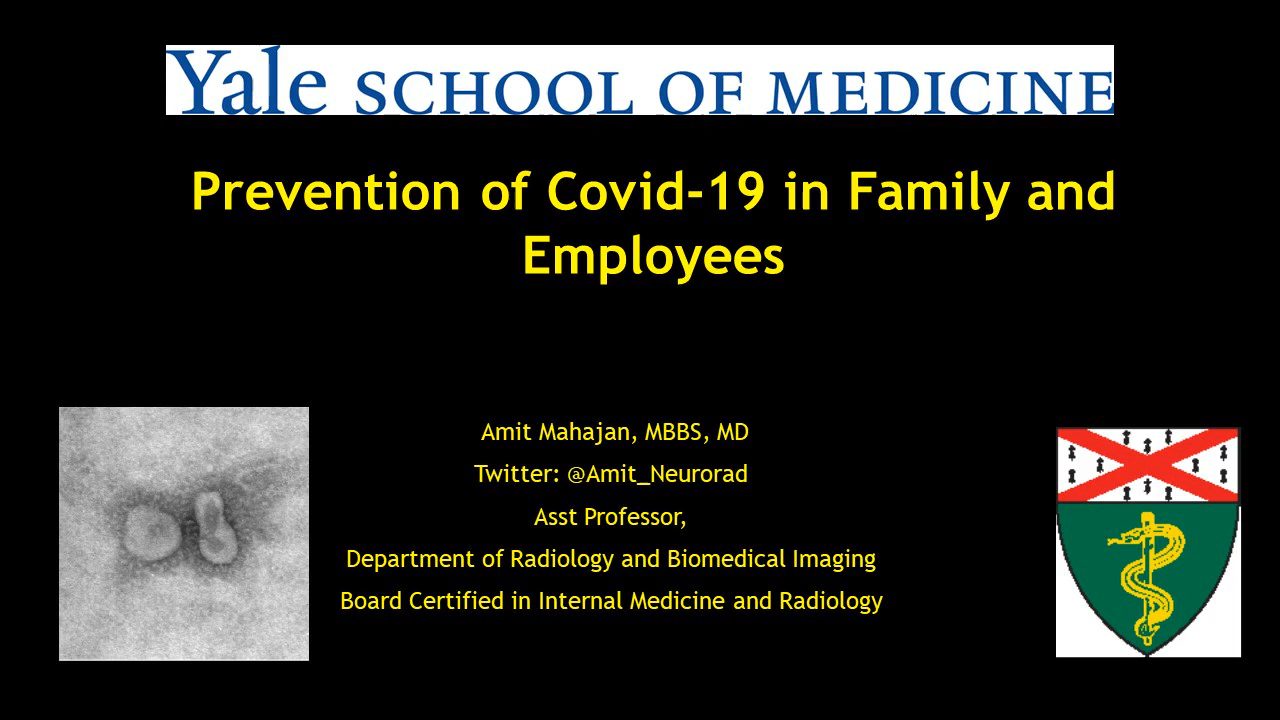 Yale SCHOOL OF MEDICINE
Prevention of Covid-19 in Family and
Employees
Amit Mahajan, MBBS, MD
Twitter: @Amit_Neurorad
Asst Professor,
Department of Radiology and Biomedical Imaging
Board Certified in Internal Medicine and Radiology